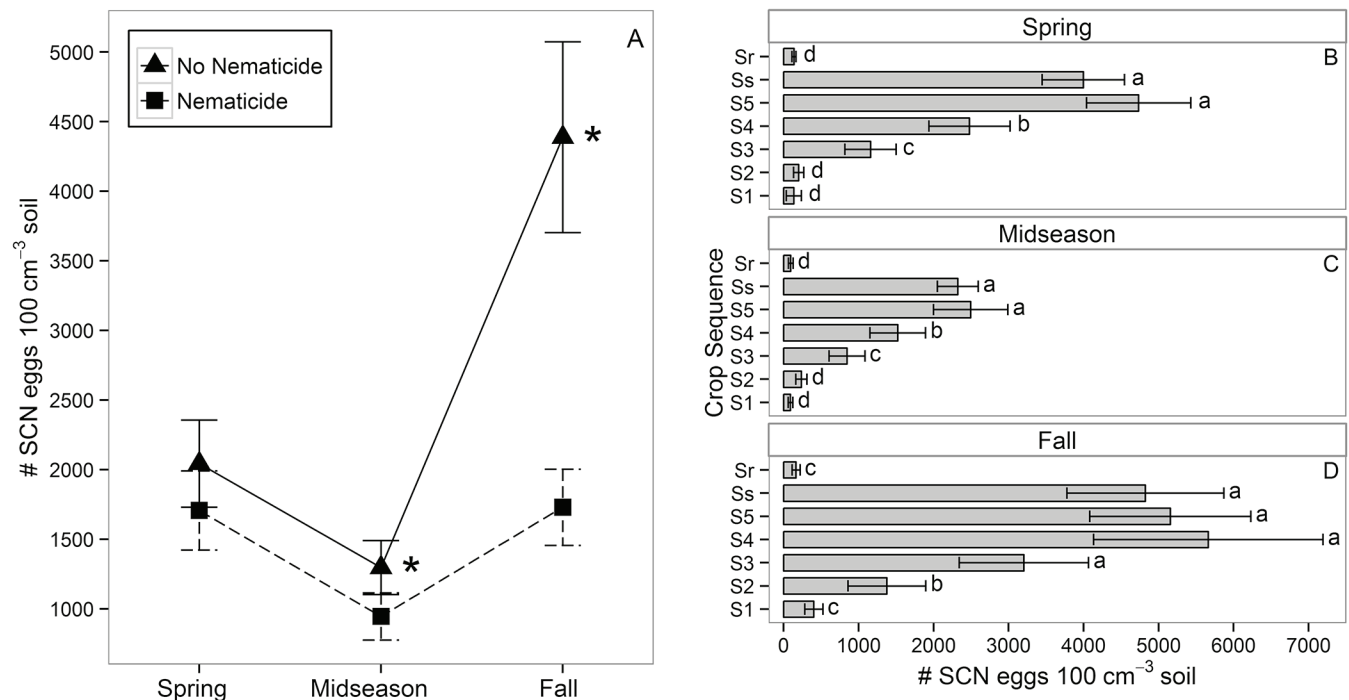 A
No Nematicide
Nematicide
5000
4500
4000
3500
3000
2500
2000
1500
1000
# SCN eggs 100 cm⁻³ soil
*
*
Spring Midseason Fall
Spring
B
Sr d
Ss a
S5 a
S4 b
S3 c
S2 d
S1 d
Midseason
C
Sr d
Ss a
S5 a
S4 b
S3 c
S2 d
S1 d
Crop Sequence
Fall
D
Sr c
Ss a
S5 a
S4 a
S3 a
S2 b
S1 c
0 1000 2000 3000 4000 5000 6000 7000
# SCN eggs 100 cm⁻³ soil